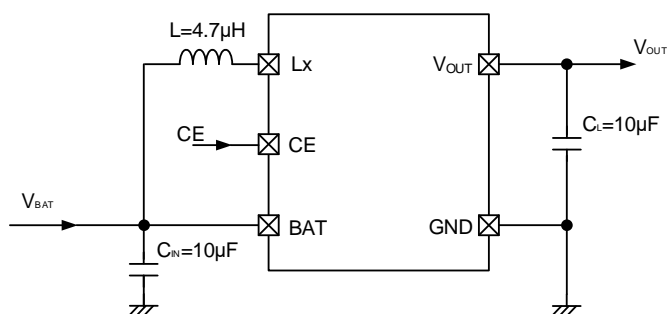 L=4.7µH
Lx
VOUT
VOUT
CE
CE
CL=10µF
VBAT
BAT
GND
CIN=10µF